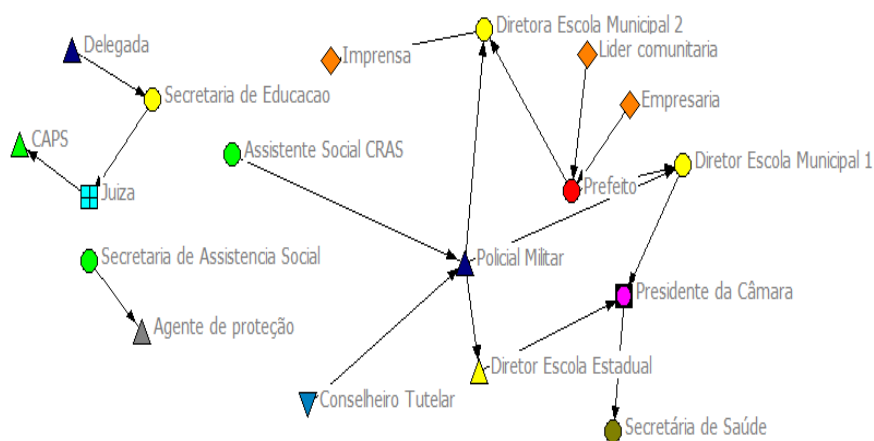 Delegada
Diretora Escola Municipal 2
Imprensa
Lider comunitaria
Secretaria de Educacao
Empresaria
CAPS
Assistente Social CRAS
Diretor Escola Municipal 1
Juiza
Prefeito
Secretaria de Assistencia Social
Policial Militar
Presidente da Câmara
Agente de proteção
Diretor Escola Estadual
Conselheiro Tutelar
Secretária de Saúde